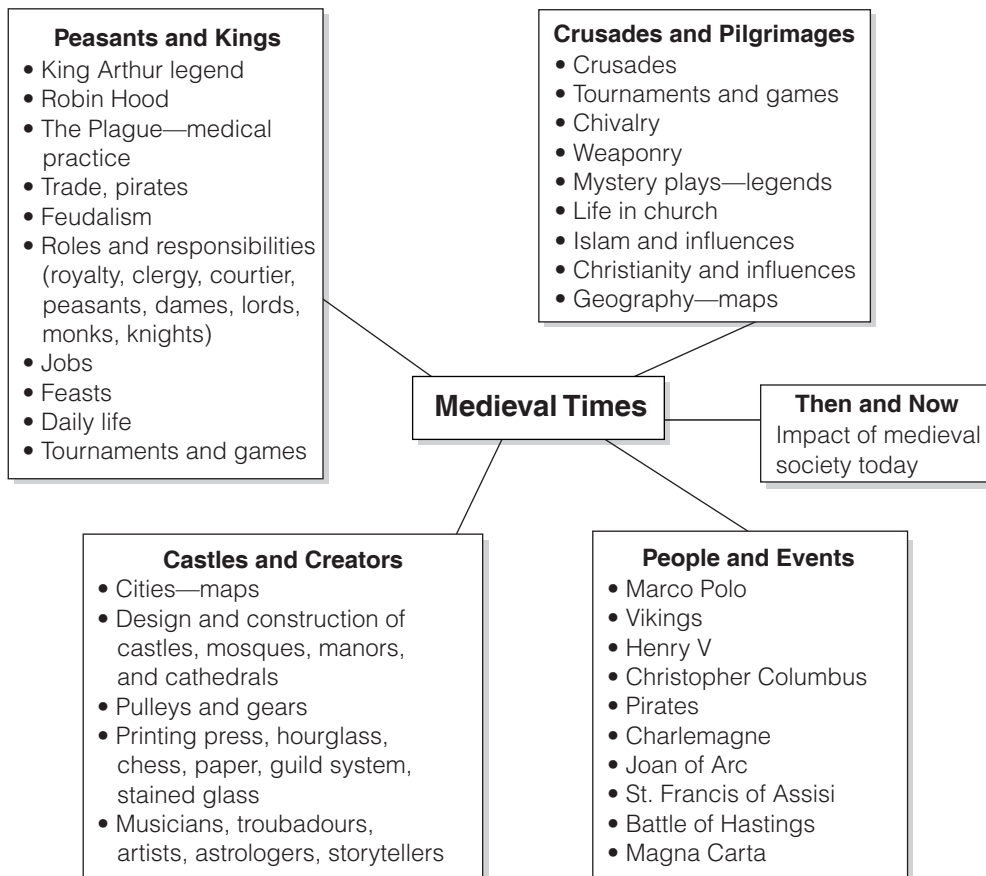 Peasants and Kings
• King Arthur legend
• Robin Hood
• The Plague—medical
practice
• Trade, pirates
• Feudalism
• Roles and responsibilities
(royalty, clergy, courtier,
peasants, dames, lords,
monks, knights)
• Jobs
• Feasts
• Daily life
• Tournaments and games
Crusades and Pilgrimages
• Crusades
• Tournaments and games
• Chivalry
• Weaponry
• Mystery plays—legends
• Life in church
• Islam and influences
• Christianity and influences
• Geography—maps
Medieval Times
Then and Now
Impact of medieval
society today
Castles and Creators
• Cities—maps
• Design and construction of
castles, mosques, manors,
and cathedrals
• Pulleys and gears
• Printing press, hourglass,
chess, paper, guild system,
stained glass
• Musicians, troubadours,
artists, astrologers, storytellers
People and Events
• Marco Polo
• Vikings
• Henry V
• Christopher Columbus
• Pirates
• Charlemagne
• Joan of Arc
• St. Francis of Assisi
• Battle of Hastings
• Magna Carta